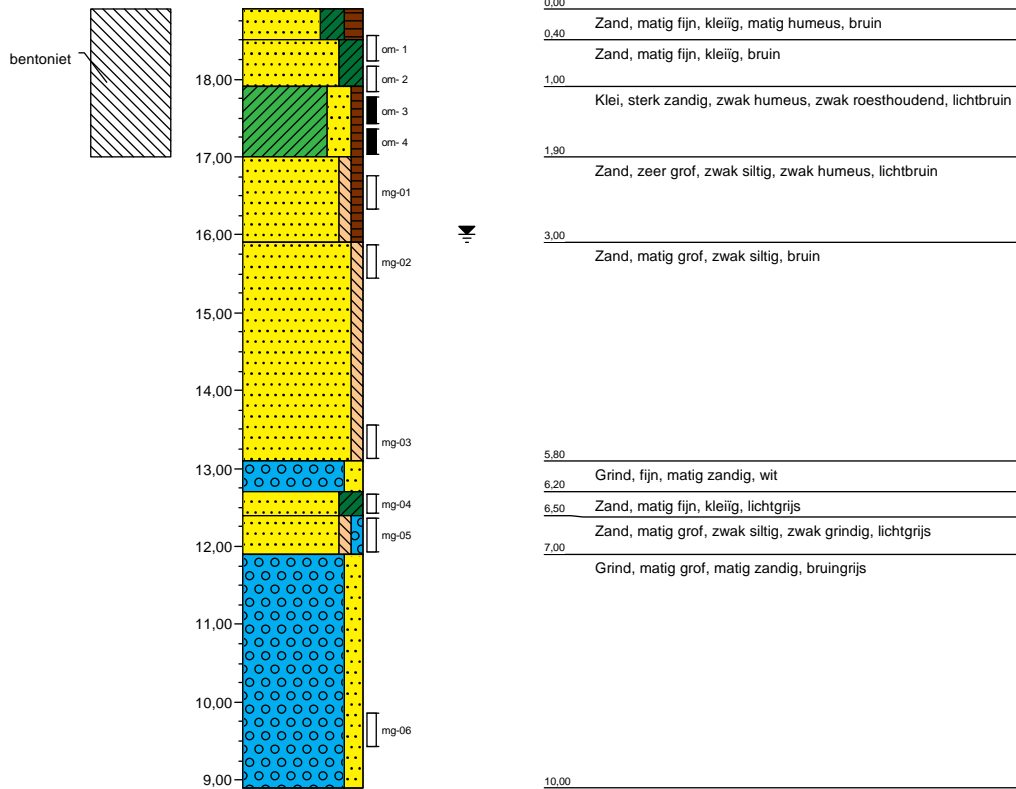 bentoniet
18,00
17,00
16,00
15,00
14,00
13,00
12,00
11,00
10,00
9,00
om- 1
om- 2
om- 3
om- 4
mg-01
mg-02
mg-03
mg-04
mg-05
mg-06
0,00
Zand, matig fijn, kleiïg, matig humeus, bruin
0,40
Zand, matig fijn, kleiïg, bruin
1,00
Klei, sterk zandig, zwak humeus, zwak roesthoudend, lichtbruin
1,90
Zand, zeer grof, zwak siltig, zwak humeus, lichtbruin
3,00
Zand, matig grof, zwak siltig, bruin
5,80
Grind, fijn, matig zandig, wit
6,20
Zand, matig fijn, kleiïg, lichtgrijs
6,50
Zand, matig grof, zwak siltig, zwak grindig, lichtgrijs
7,00
Grind, matig grof, matig zandig, bruingrijs
10,00